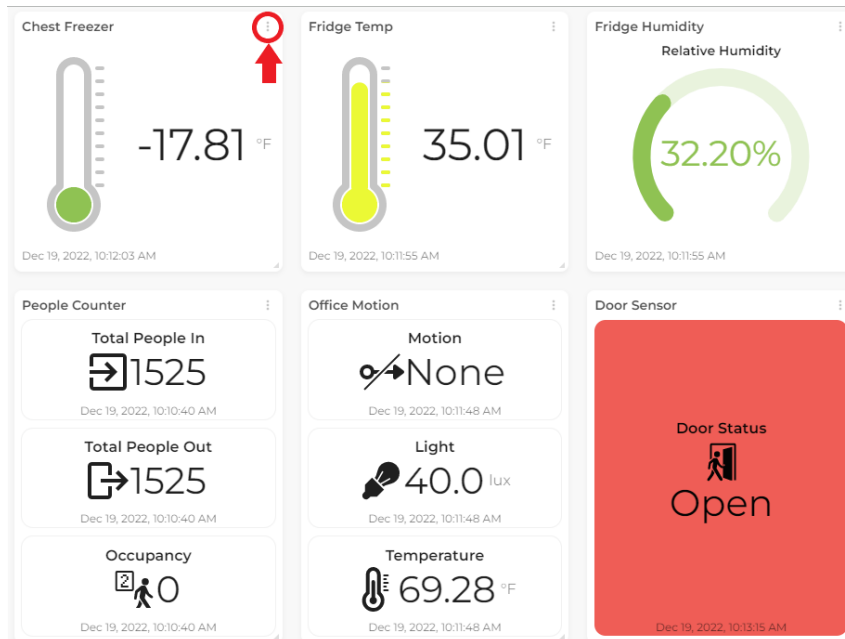 Chest Freezer
-17.81 °F
Dec 19, 2022, 10:12:03 AM
Fridge Temp
35.01 °F
Dec 19, 2022, 10:11:55 AM
Fridge Humidity
Relative Humidity
32.20%
Dec 19, 2022, 10:11:55 AM
People Counter
Total People In
1525
Dec 19, 2022, 10:10:40 AM
Total People Out
1525
Dec 19, 2022, 10:10:40 AM
Occupancy
2
0
Dec 19, 2022, 10:10:40 AM
Office Motion
Motion
None
Dec 19, 2022, 10:11:48 AM
Light
40.0 lux
Dec 19, 2022, 10:11:48 AM
Temperature
69.28 °F
Dec 19, 2022, 10:11:48 AM
Door Sensor
Door Status
Open
Dec 19, 2022, 10:13:15 AM